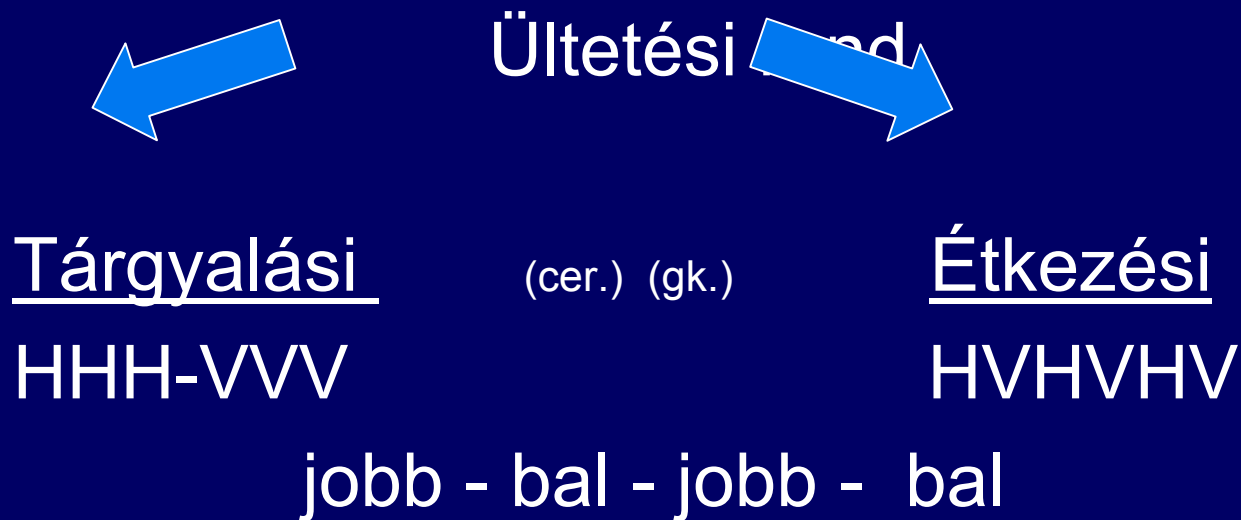 Ültetési
Tárgyalási (cer.) (gk.) Étkezési
HHH-VVV HVHVHV
jobb - bal - jobb - bal